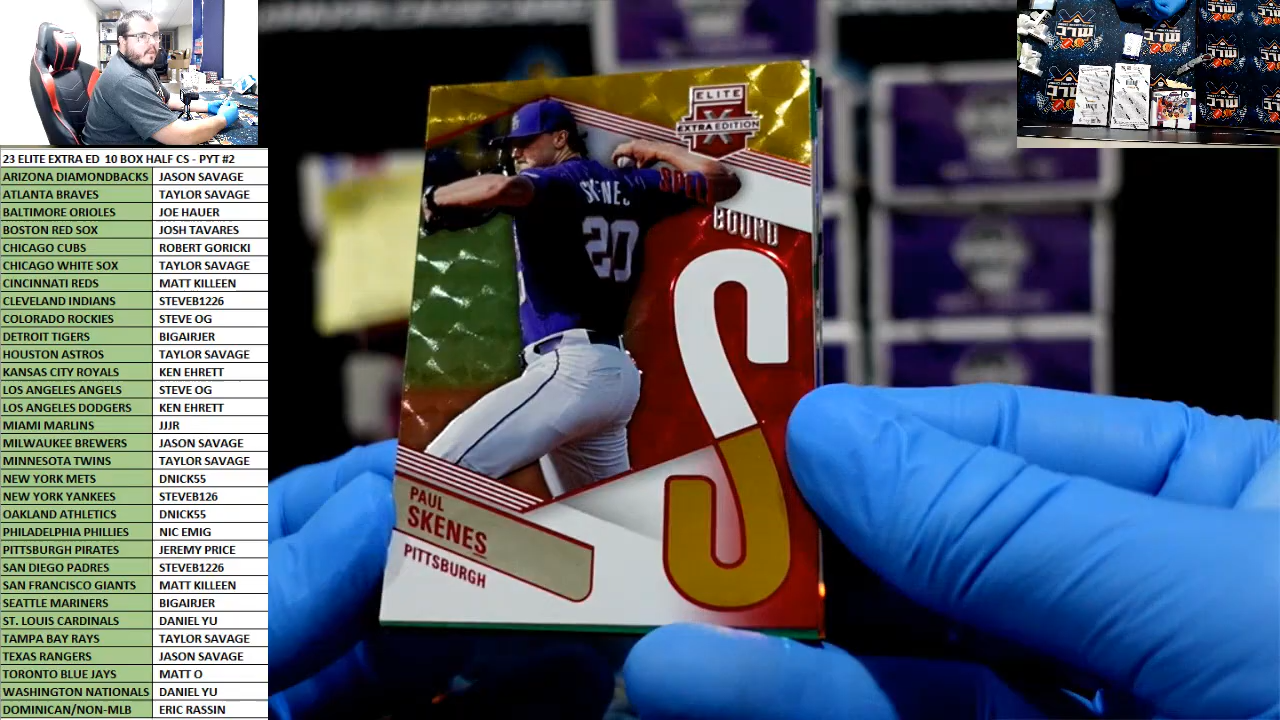 23 ELITE EXTRA ED 10 BOX HALF CS - PYT #2
ARIZONA DIAMONDBACKS JASON SAVAGE
ATLANTA BRAVES TAYLOR SAVAGE
BALTIMORE ORIOLES JOE HAUER
BOSTON RED SOX JOSH TAVARES
CHICAGO CUBS ROBERT GORICKI
CHICAGO WHITE SOX TAYLOR SAVAGE
CINCINNATI REDS MATT KILLEEN
CLEVELAND INDIANS STEVEB1226
COLORADO ROCKIES STEVE OG
DETROIT TIGERS BIGAIRJER
HOUSTON ASTROS TAYLOR SAVAGE
KANSAS CITY ROYALS KEN EHRETT
LOS ANGELES ANGELS STEVE OG
LOS ANGELES DODGERS KEN EHRETT
MIAMI MARLINS JJJR
MILWAUKEE BREWERS JASON SAVAGE
MINNESOTA TWINS TAYLOR SAVAGE
NEW YORK METS DNICK55
NEW YORK YANKEES STEVEB126
OAKLAND ATHLETICS DNICK55
PHILADELPHIA PHILLIES NIC EMIG
PITTSBURGH PIRATES JEREMY PRICE
SAN DIEGO PADRES STEVEB1226
SAN FRANCISCO GIANTS MATT KILLEEN
SEATTLE MARINERS BIGAIRJER
ST. LOUIS CARDINALS DANIEL YU
TAMPA BAY RAYS TAYLOR SAVAGE
TEXAS RANGERS JASON SAVAGE
TORONTO BLUE JAYS MATT O
WASHINGTON NATIONALS DANIEL YU
DOMINICAN/NON-MLB ERIC RASSIN
ELITE
X
EXTRA EDITION
SPELL
BOUND
SKENES
20
S
PAUL
SKENES
PITTSBURGH